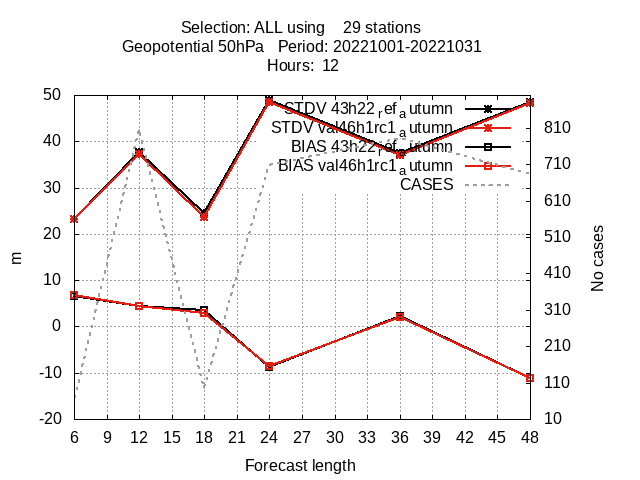 Selection: ALL using    29 stations
Geopotential 50hPa   Period: 20221001-20221031
Hours:  12
50
40
30
20
10
0
-10
-20
m
STDV 43h22ref_autumn
STDV val46h1rc1_autumn
BIAS 43h22ref_autumn
BIAS val46h1rc1_autumn
CASES
810
710
610
510
410
310
210
110
10
No cases
6 9 12 15 18 21 24 27 30 33 36 39 42 45 48
Forecast length